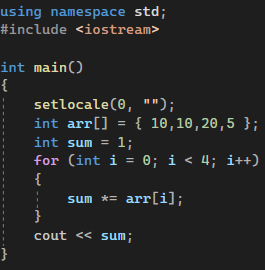 using namespace std;
#include <iostream>
int main()
{
setlocale(0, "");
int arr[] = { 10,10,20,5 };
int sum = 1;
for (int i = 0; i < 4; i++)
{
sum *= arr[i];
}
cout << sum;
}